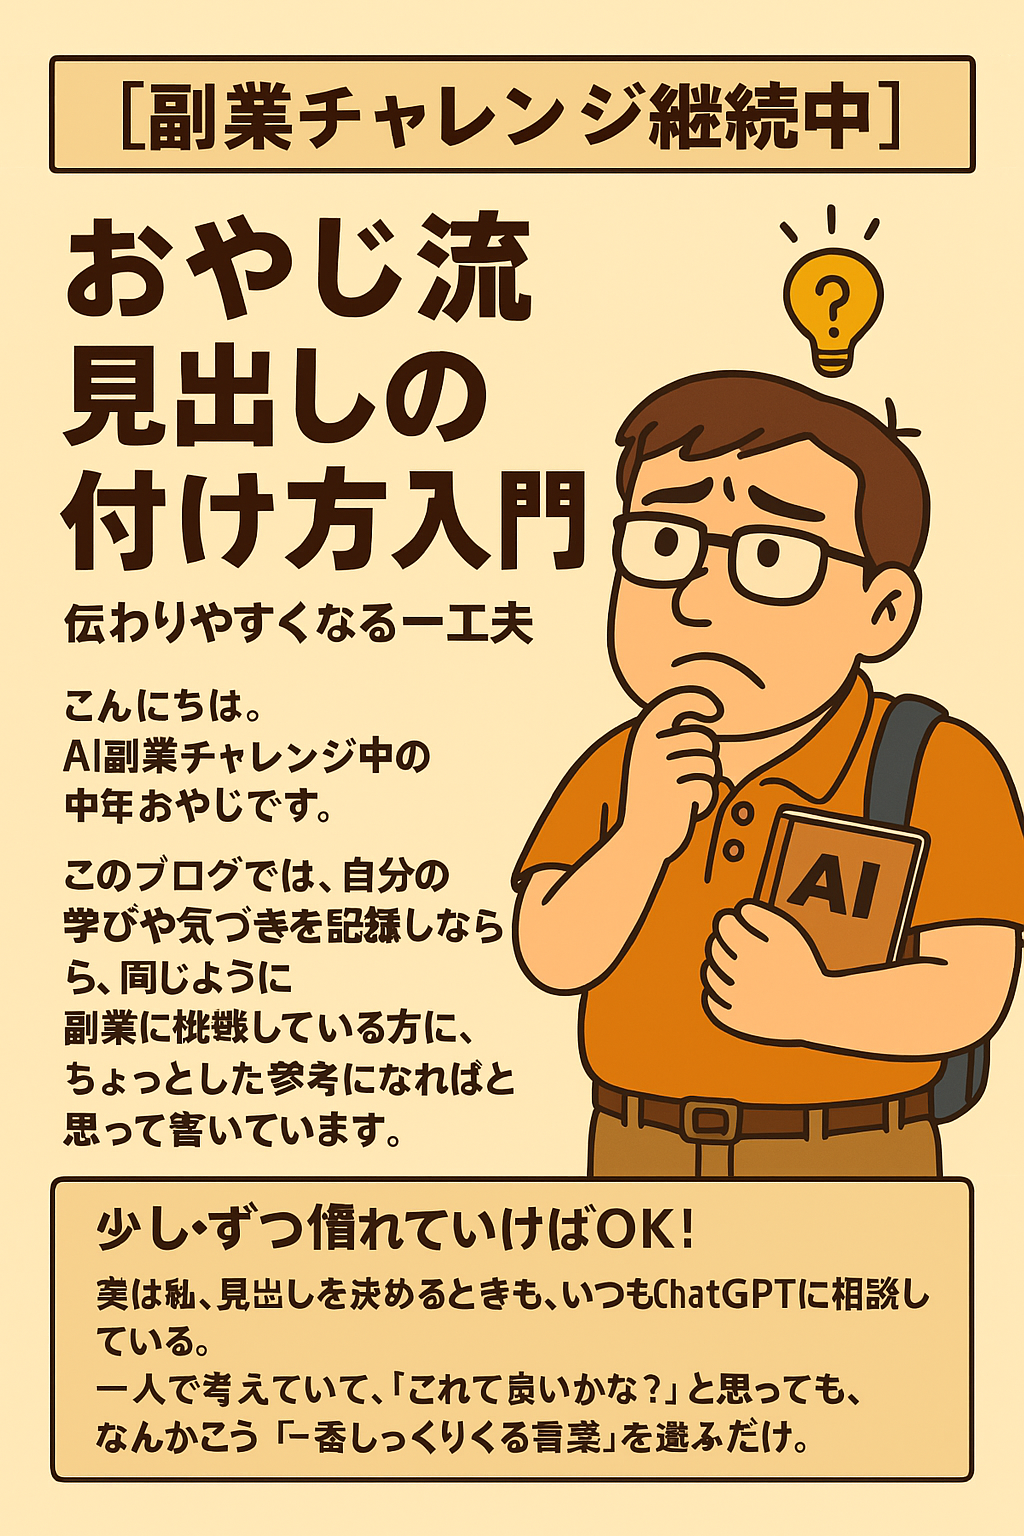 [副業チャレンジ継続中]
おやじ流
見出しの
付け方入門
伝わりやすくなる一工夫
こんにちは。
AI副業チャレンジ中の
中年おやじです。
このブログでは、自分の
学びや気づきを記録しなら
ら、同じように
副業に挑戦している方に、
ちょっとした参考になればと
思って書いています。
?
AI
少し・ずつ慣れていけばOK!
実は私、見出しを決めるときも、いつもChatGPTに相談し
ている。
一人で考えていて、「これて良いかな?」と思っても、
なんかこう「一番しっくりくる言葉」を選ぶだけ。